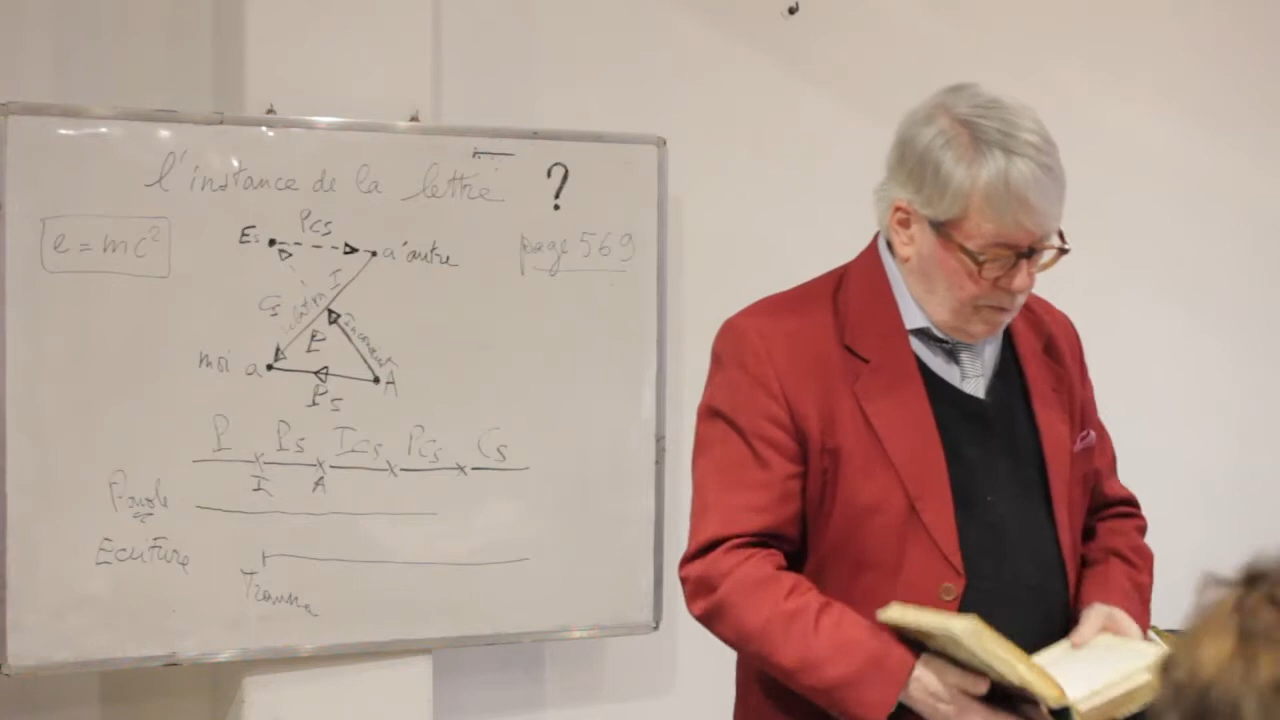 l'instance de la lettre ?
e = mc²
page 569
Pcs
Es
a'autre
I
Cs
P
Inconscient
moi a
A
Ps
P Ps Ics Pcs Cs
I A
Parole
Ecriture
Trauma